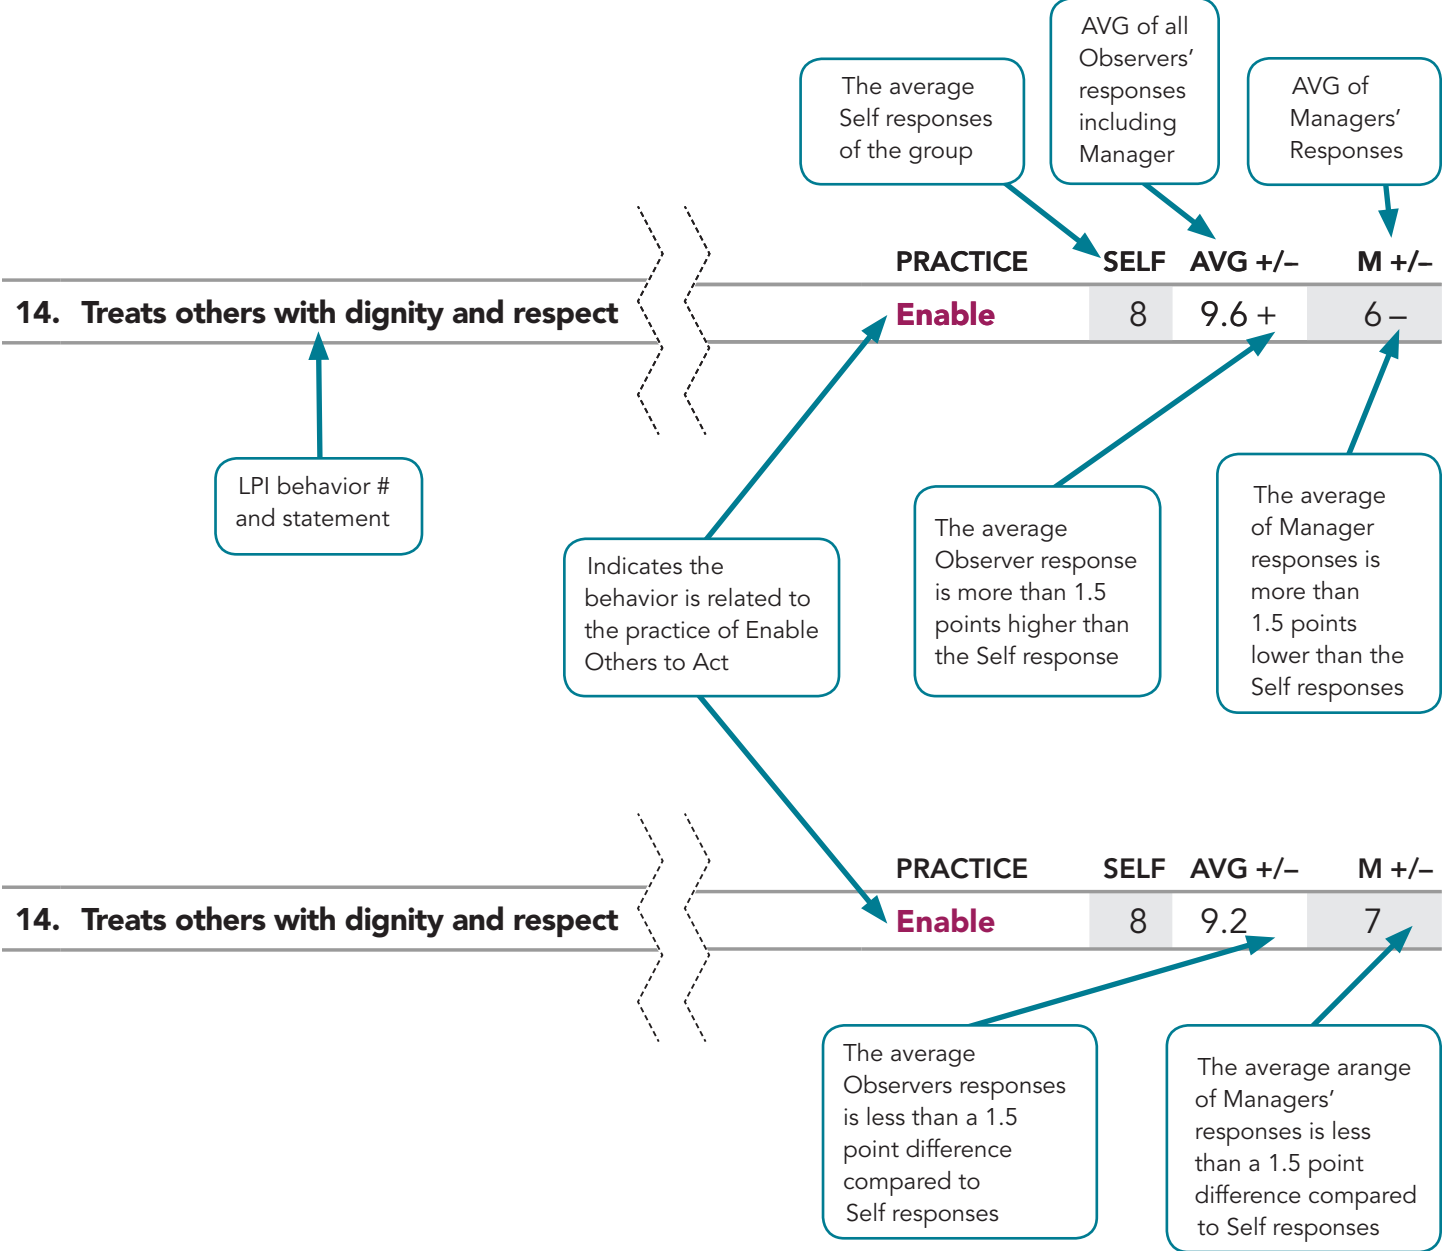 The average
Self responses
of the group
AVG of all
Observers’
responses
including
Manager
AVG of
Managers’
Responses
PRACTICE SELF AVG +/– M +/–
14. Treats others with dignity and respect Enable 8 9.6 + 6 –
LPI behavior #
and statement
Indicates the
behavior is related to
the practice of Enable
Others to Act
The average
Observer response
is more than 1.5
points higher than
the Self response
The average
of Manager
responses is
more than
1.5 points
lower than the
Self responses
PRACTICE SELF AVG +/– M +/–
14. Treats others with dignity and respect Enable 8 9.2 7
The average
Observers responses
is less than a 1.5
point difference
compared to
Self responses
The average arange
of Managers’
responses is less
than a 1.5 point
difference compared
to Self responses